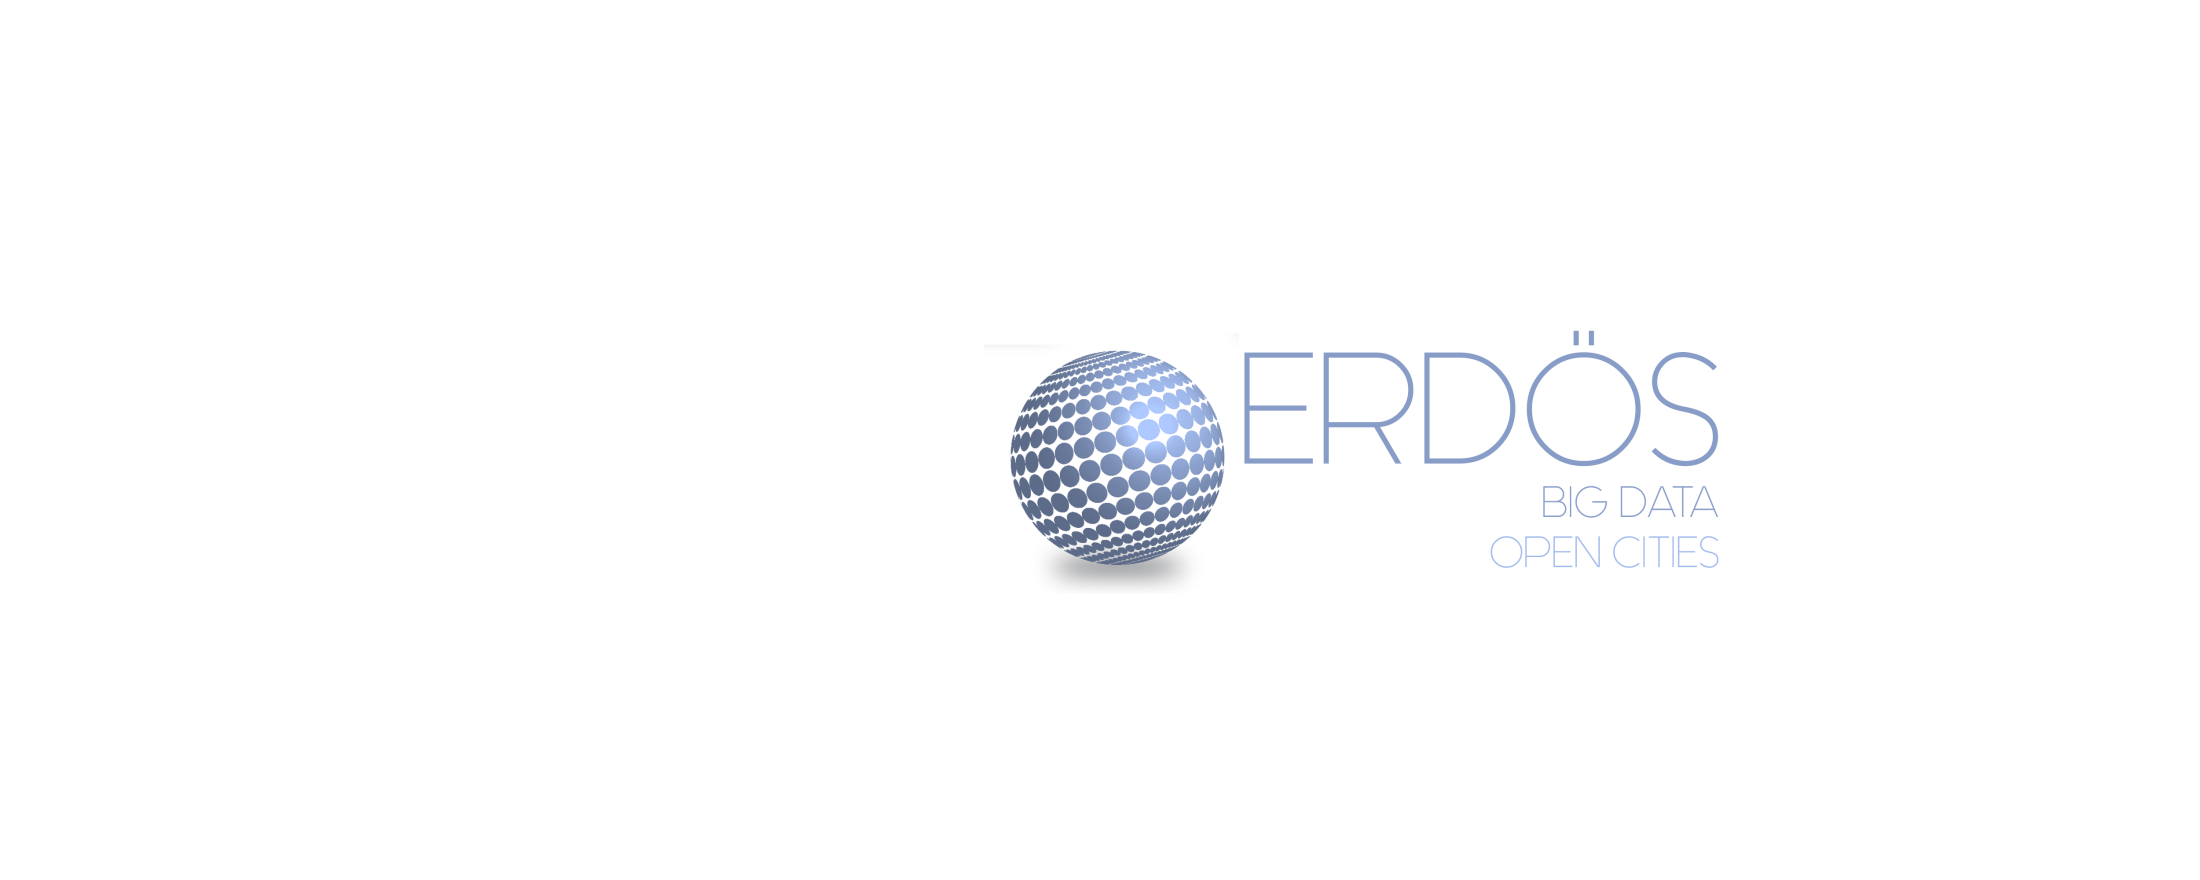 ERDÖS
BIG DATA
OPEN CITIES